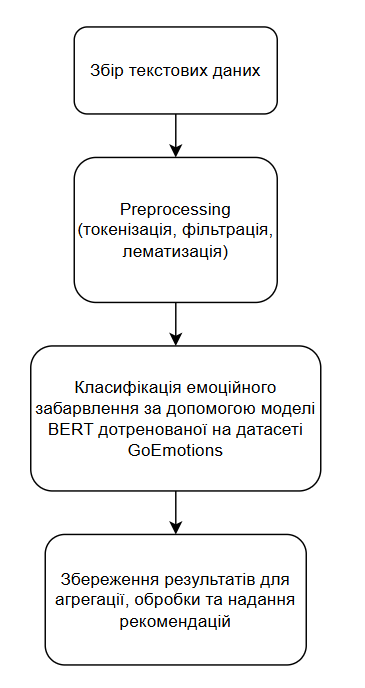 Збір текстових даних
Preprocessing
(токенізація, фільтрація,
лематизація)
Класифікація емоційного
забарвлення за допомогою моделі
BERT дотренованої на датасеті
GoEmotions
Збереження результатів для
агрегації, обробки та надання
рекомендацій